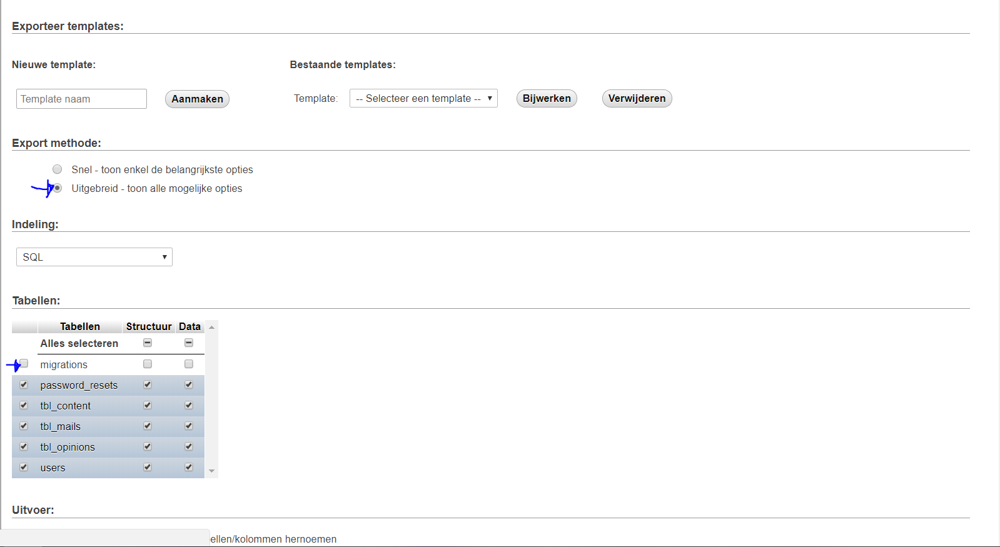 Exporteer templates:
Nieuwe template:
Bestaande templates:
Template naam
Aanmaken
Template:
-- Selecteer een template --
Bijwerken
Verwijderen
Export methode:
Snel - toon enkel de belangrijkste opties
Uitgebreid - toon alle mogelijke opties
Indeling:
SQL
Tabellen:
Tabellen Structuur Data
Alles selecteren
migrations
password_resets
tbl_content
tbl_mails
tbl_opinions
users
Uitvoer:
ellen/kolommen hernoemen